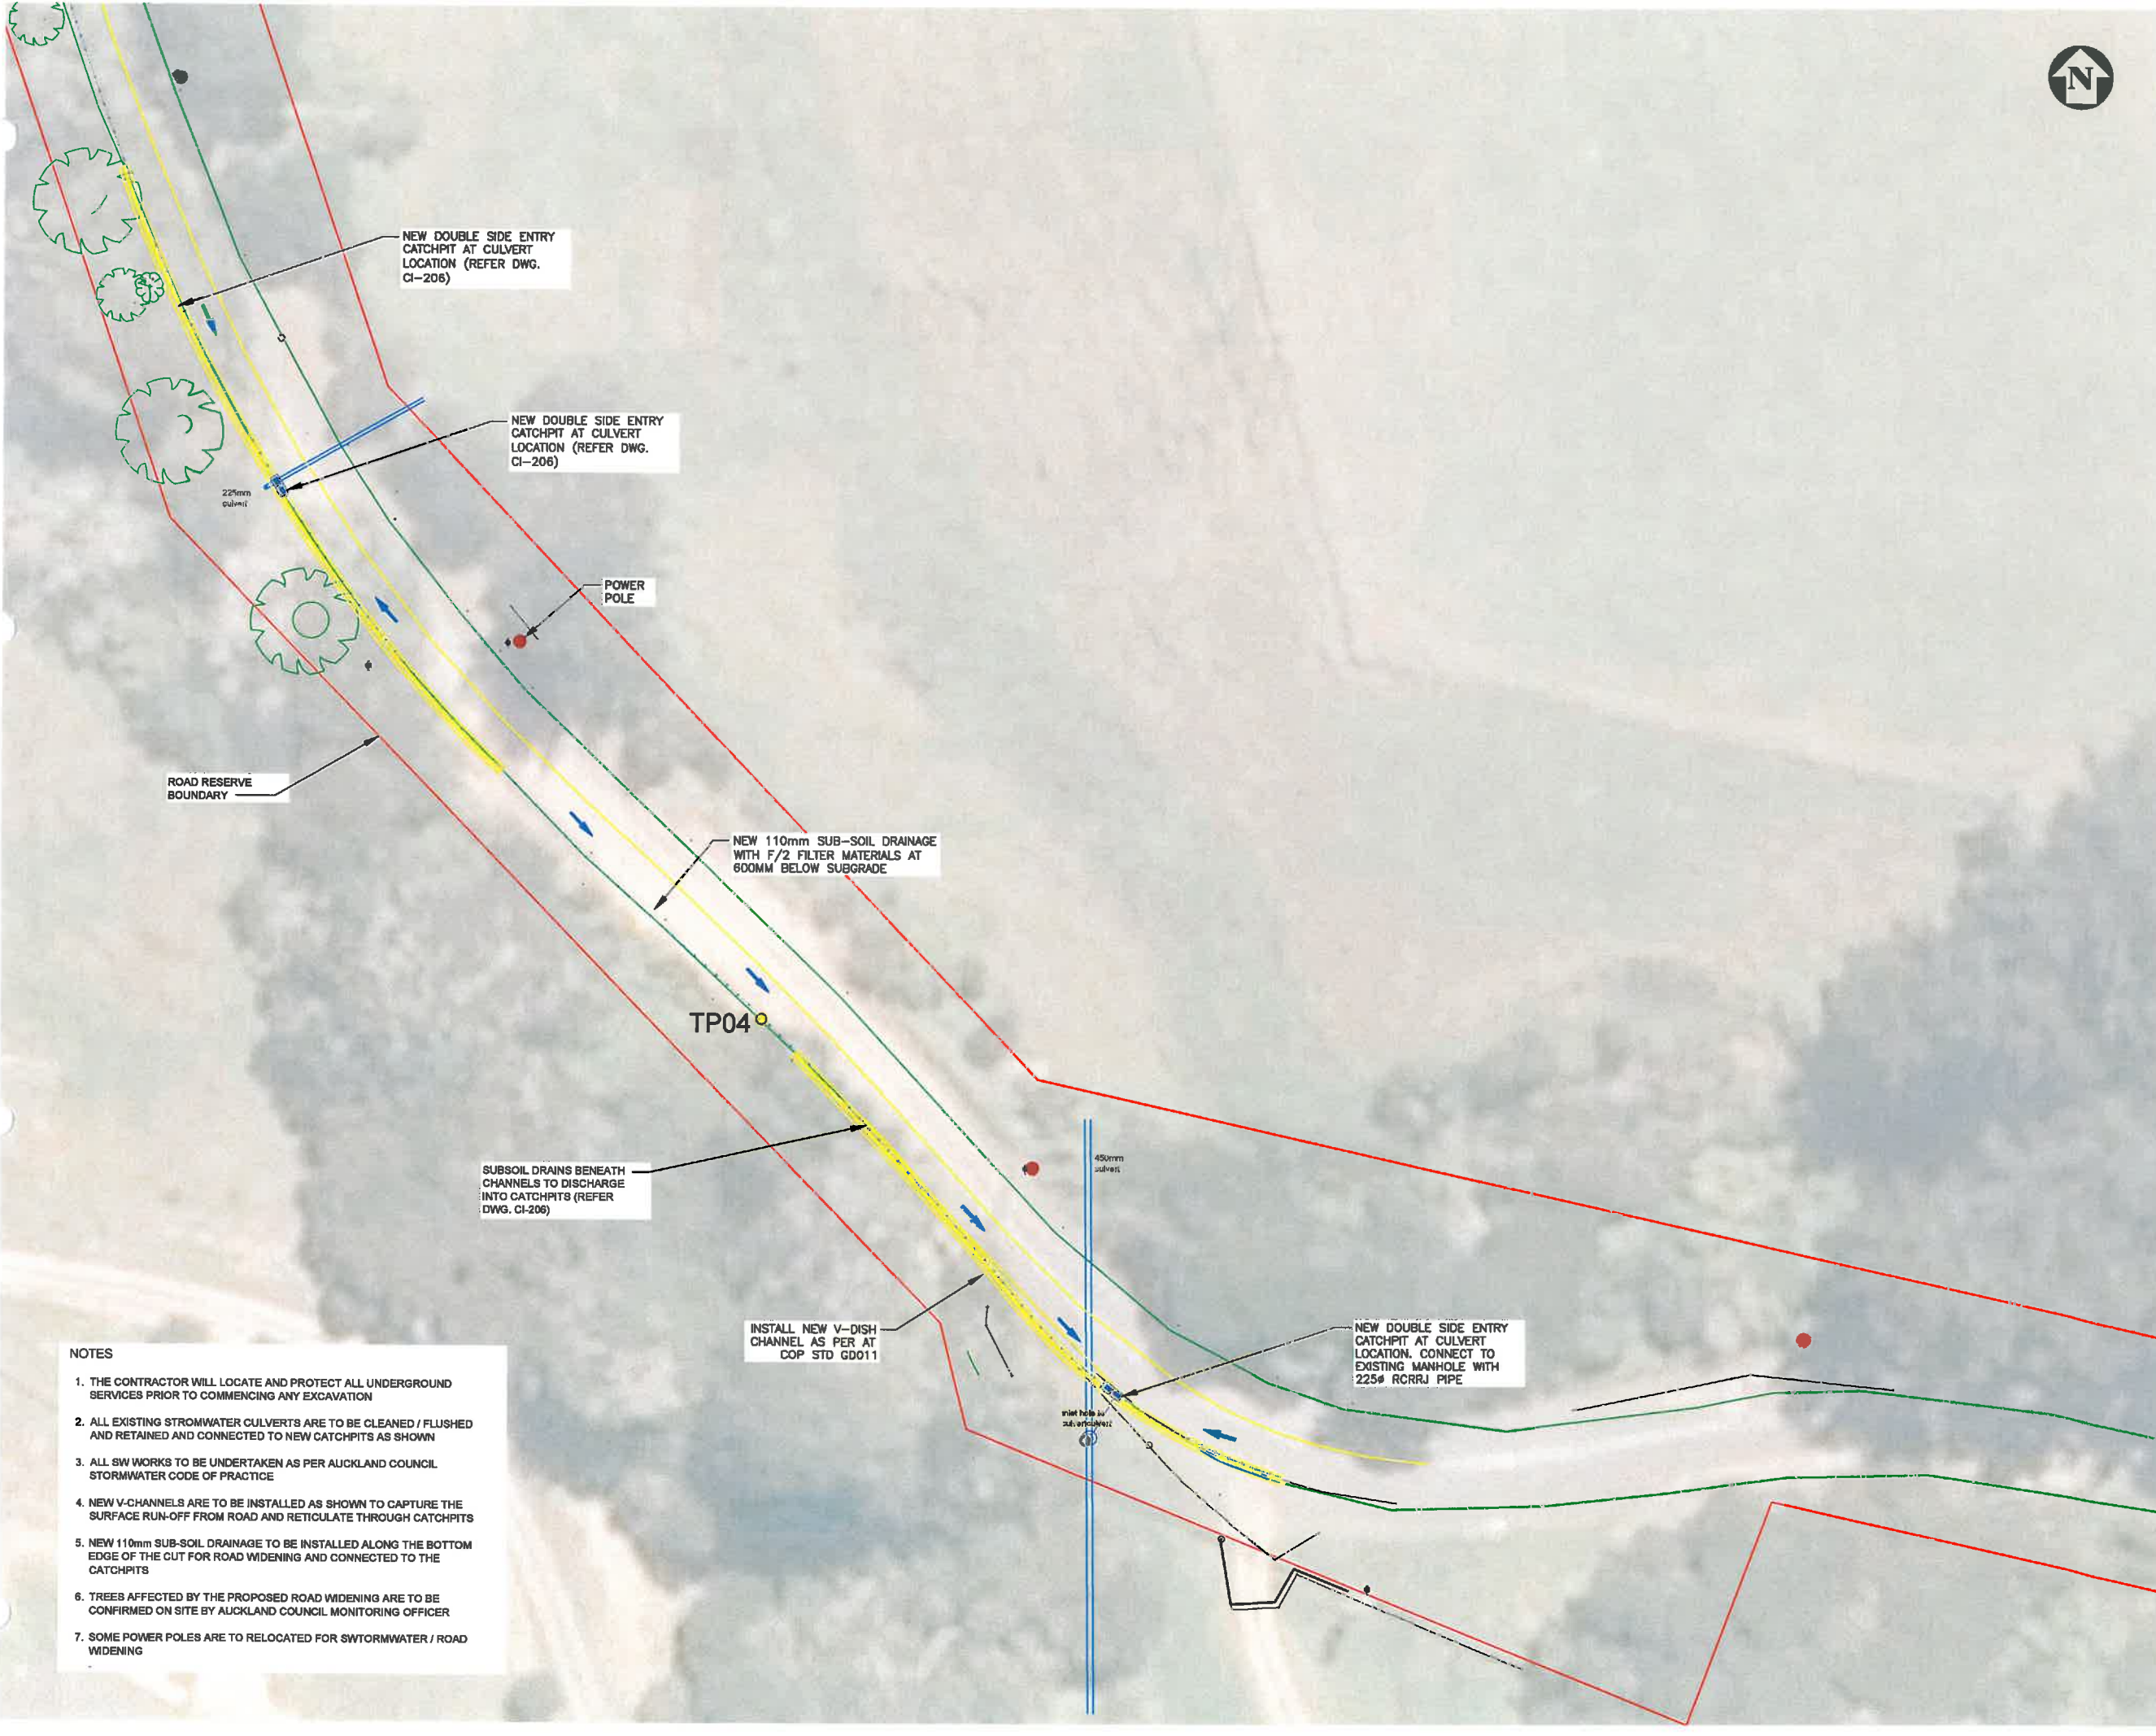 N
NEW DOUBLE SIDE ENTRY
CATCHPIT AT CULVERT
LOCATION (REFER DWG.
CI-206)
NEW DOUBLE SIDE ENTRY
CATCHPIT AT CULVERT
LOCATION (REFER DWG.
CI-206)
225mm
culvert
POWER
POLE
ROAD RESERVE
BOUNDARY
NEW 110mm SUB-SOIL DRAINAGE
WITH F/2 FILTER MATERIALS AT
600MM BELOW SUBGRADE
TP04
SUBSOIL DRAINS BENEATH
CHANNELS TO DISCHARGE
INTO CATCHPITS (REFER
DWG. CI-206)
450mm
culvert
INSTALL NEW V-DISH
CHANNEL AS PER AT
COP STD GD011
NEW DOUBLE SIDE ENTRY
CATCHPIT AT CULVERT
LOCATION. CONNECT TO
EXISTING MANHOLE WITH
225ø RCRRJ PIPE
inlet hole to
NOTES
1. THE CONTRACTOR WILL LOCATE AND PROTECT ALL UNDERGROUND
SERVICES PRIOR TO COMMENCING ANY EXCAVATION
2. ALL EXISTING STROMWATER CULVERTS ARE TO BE CLEANED / FLUSHED
AND RETAINED AND CONNECTED TO NEW CATCHPITS AS SHOWN
3. ALL SW WORKS TO BE UNDERTAKEN AS PER AUCKLAND COUNCIL
STORMWATER CODE OF PRACTICE
4. NEW V-CHANNELS ARE TO BE INSTALLED AS SHOWN TO CAPTURE THE
SURFACE RUN-OFF FROM ROAD AND RETICULATE THROUGH CATCHPITS
5. NEW 110mm SUB-SOIL DRAINAGE TO BE INSTALLED ALONG THE BOTTOM
EDGE OF THE CUT FOR ROAD WIDENING AND CONNECTED TO THE
CATCHPITS
6. TREES AFFECTED BY THE PROPOSED ROAD WIDENING ARE TO BE
CONFIRMED ON SITE BY AUCKLAND COUNCIL MONITORING OFFICER
7. SOME POWER POLES ARE TO RELOCATED FOR SWTORMWATER / ROAD
WIDENING